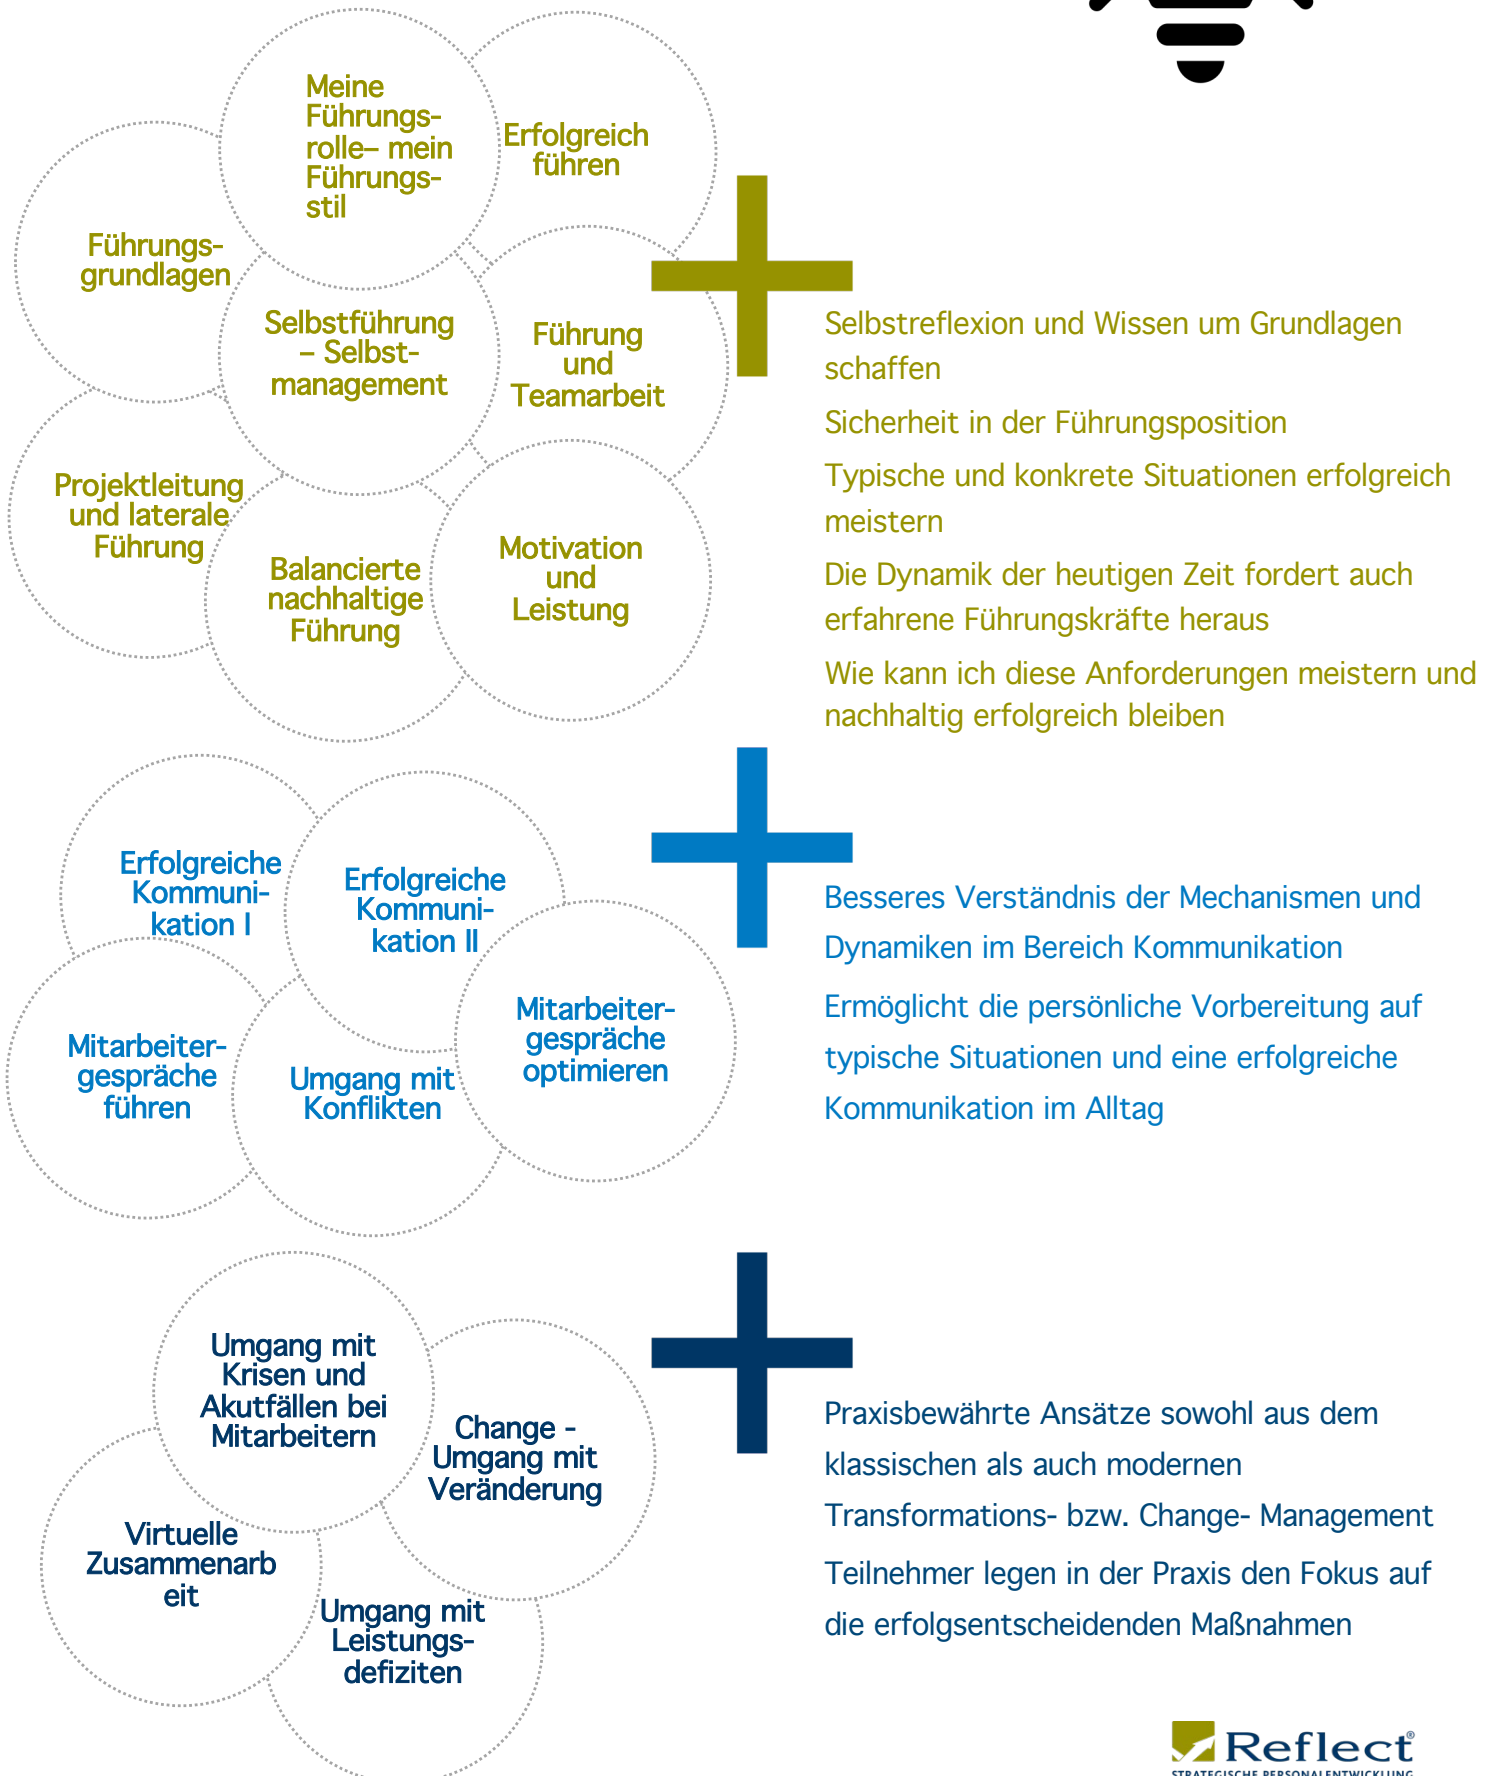 Meine
Führungs-
rolle– mein
Führungs-
stil
Erfolgreich
führen
Führungs-
grundlagen
Selbstführung
– Selbst-
management
Führung
und
Teamarbeit
Projektleitung
und laterale
Führung
Balancierte
nachhaltige
Führung
Motivation
und
Leistung
Selbstreflexion und Wissen um Grundlagen
schaffen
Sicherheit in der Führungsposition
Typische und konkrete Situationen erfolgreich
meistern
Die Dynamik der heutigen Zeit fordert auch
erfahrene Führungskräfte heraus
Wie kann ich diese Anforderungen meistern und
nachhaltig erfolgreich bleiben
Erfolgreiche
Kommuni-
kation I
Erfolgreiche
Kommuni-
kation II
Mitarbeiter-
gespräche
führen
Umgang mit
Konflikten
Mitarbeiter-
gespräche
optimieren
Besseres Verständnis der Mechanismen und
Dynamiken im Bereich Kommunikation
Ermöglicht die persönliche Vorbereitung auf
typische Situationen und eine erfolgreiche
Kommunikation im Alltag
Umgang mit
Krisen und
Akutfällen bei
Mitarbeitern
Change -
Umgang mit
Veränderung
Virtuelle
Zusammenarb
eit
Umgang mit
Leistungs-
defiziten
Praxisbewährte Ansätze sowohl aus dem
klassischen als auch modernen
Transformations- bzw. Change- Management
Teilnehmer legen in der Praxis den Fokus auf
die erfolgsentscheidenden Maßnahmen
Reflect®
STRATEGISCHE PERSONALENTWICKLUNG